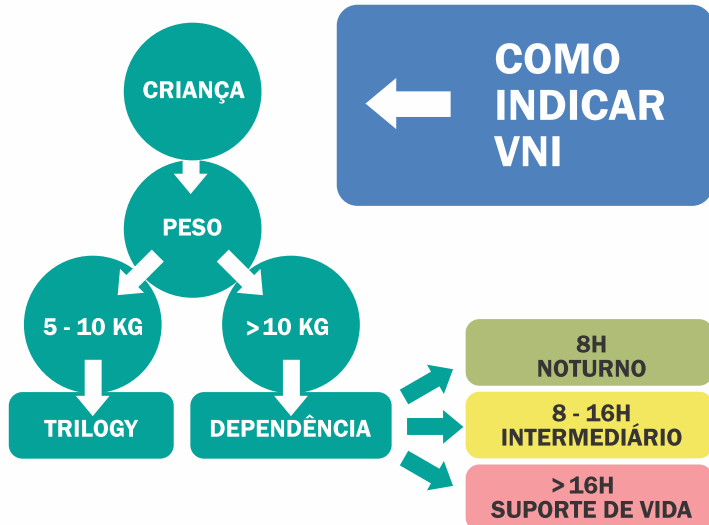 COMO
INDICAR
VNI
CRIANÇA
PESO
5 - 10 KG
>10 KG
TRILOGY
DEPENDÊNCIA
8H
NOTURNO
8 - 16H
INTERMEDIÁRIO
>16H
SUPORTE DE VIDA